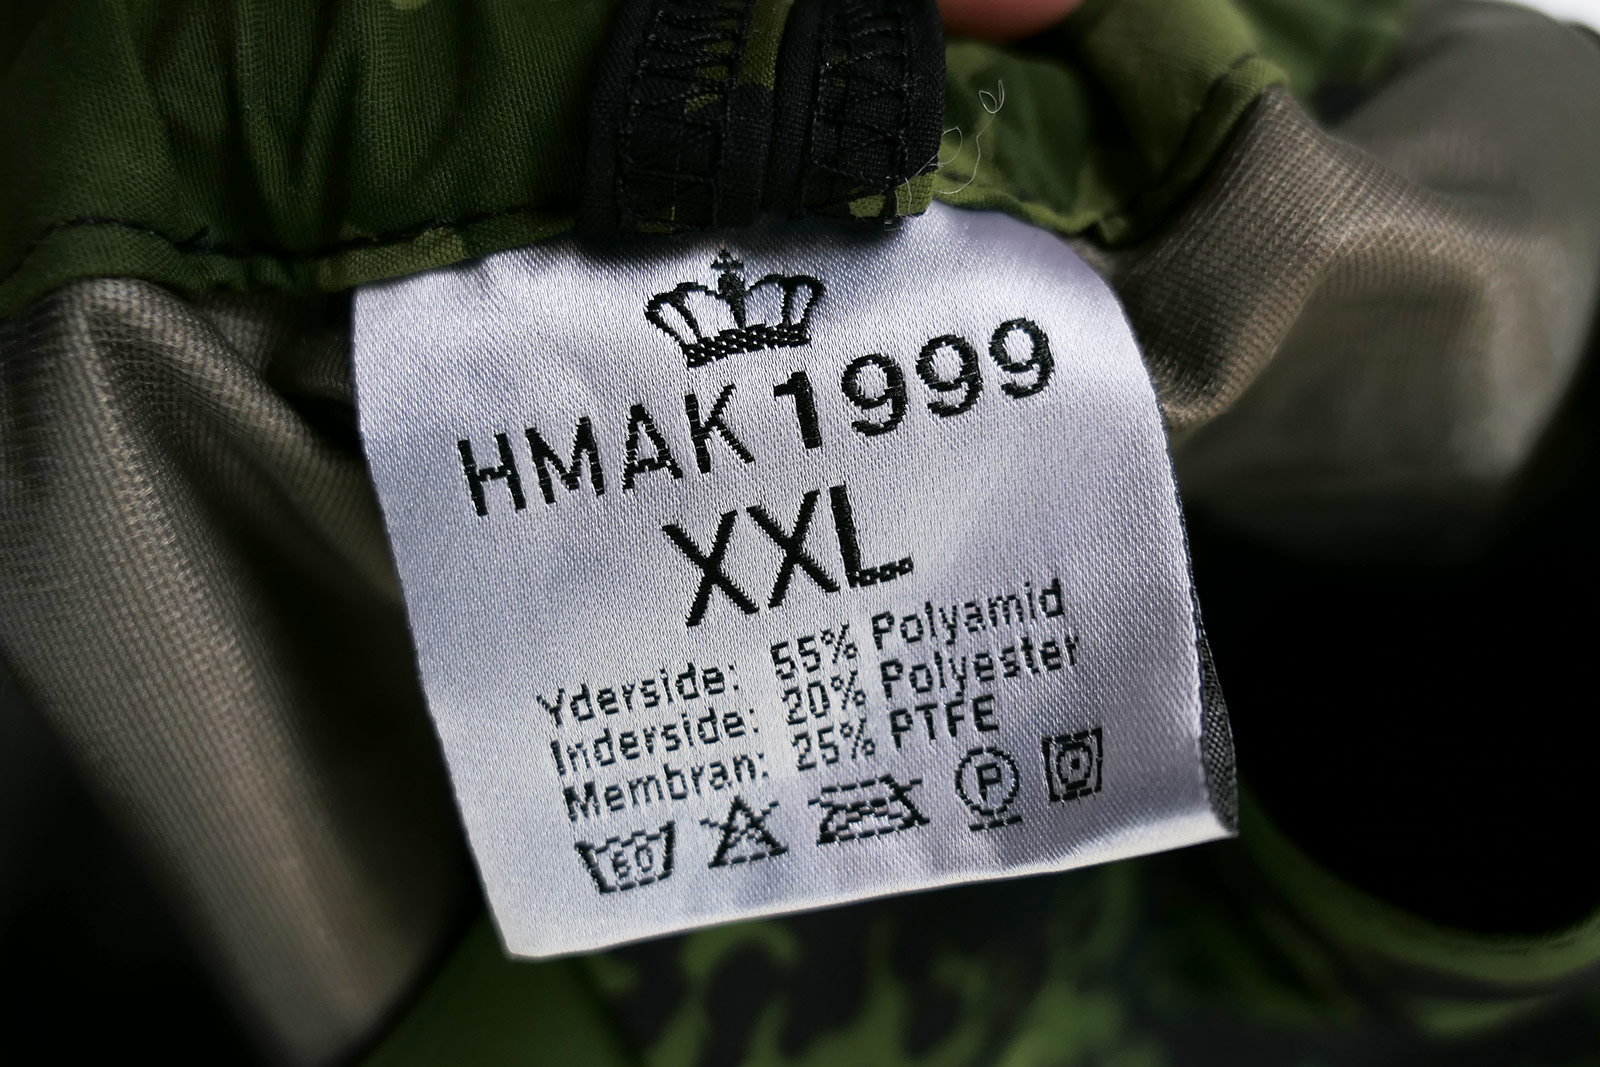 HMAK 1999
XXL
Yderside: 55% Polyamid
Inderside: 20% Polyester
Membran: 25% PTFE
60 P